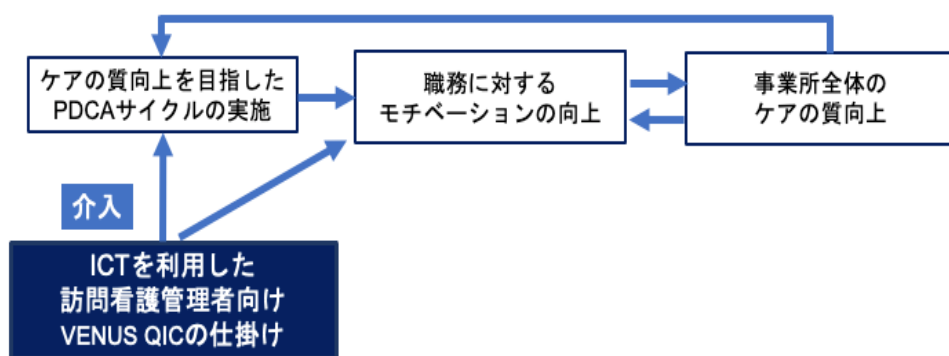 ケアの質向上を目指した
PDCAサイクルの実施
職務に対する
モチベーションの向上
事業所全体の
ケアの質向上
介入
ICTを利用した
訪問看護管理者向け
VENUS QICの仕掛け